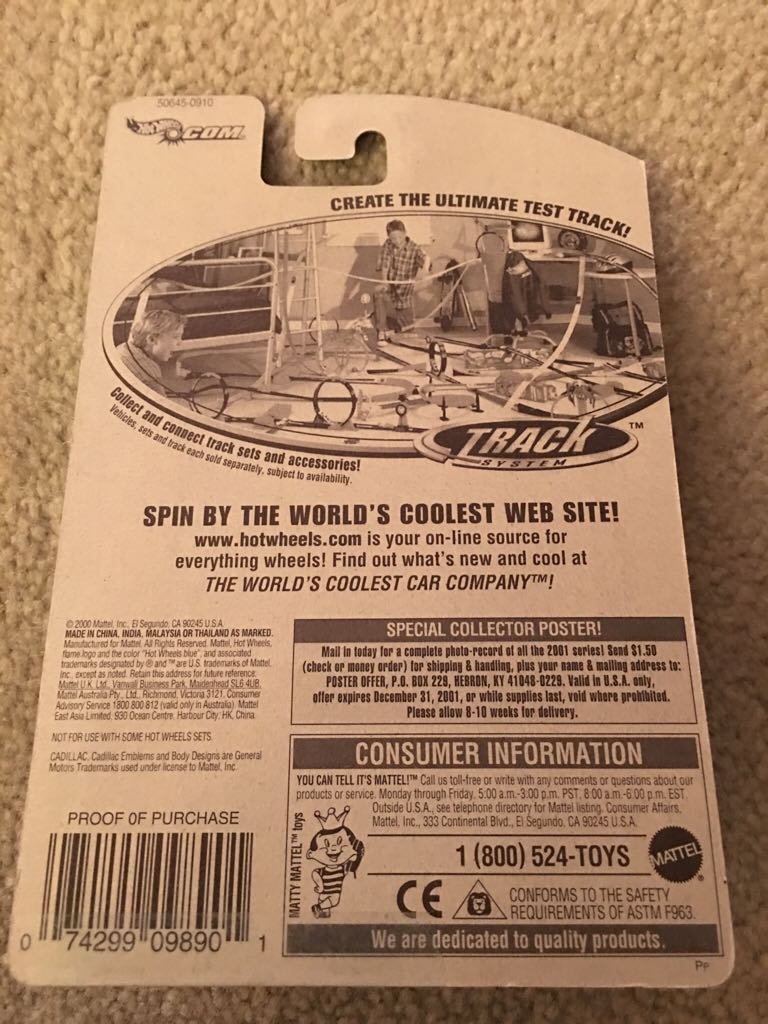 50645-0910
Hot Wheels.COM
CREATE THE ULTIMATE TEST TRACK!
Collect and connect track sets and accessories!
Vehicles, sets and track each sold separately, subject to availability.
TRACK™
SYSTEM
SPIN BY THE WORLD'S COOLEST WEB SITE!
www.hotwheels.com is your on-line source for
everything wheels! Find out what's new and cool at
THE WORLD'S COOLEST CAR COMPANY™!
© 2000 Mattel, Inc., El Segundo, CA 90245 U.S.A.
MADE IN CHINA, INDIA, MALAYSIA OR THAILAND AS MARKED.
Manufactured for Mattel. All Rights Reserved. Mattel, Hot Wheels,
flame logo and the color "Hot Wheels blue", and associated
trademarks designated by ® and ™ are U.S. trademarks of Mattel,
Inc., except as noted. Retain this address for future reference:
Mattel U.K. Ltd., Vanwall Business Park, Maidenhead SL6 4UB.
Mattel Australia Pty., Ltd., Richmond, Victoria 3121. Consumer
Advisory Service 1800 800 812 (valid only in Australia). Mattel
East Asia Limited, 930 Ocean Centre, Harbour City, HK, China.
NOT FOR USE WITH SOME HOT WHEELS SETS.
CADILLAC, Cadillac Emblems and Body Designs are General
Motors Trademarks used under license to Mattel, Inc.
SPECIAL COLLECTOR POSTER!
Mail in today for a complete photo-record of all the 2001 series! Send $1.50
(check or money order) for shipping & handling, plus your name & mailing address to:
POSTER OFFER, P.O. BOX 229, HEBRON, KY 41048-0229. Valid in U.S.A. only,
offer expires December 31, 2001, or while supplies last, void where prohibited.
Please allow 8-10 weeks for delivery.
CONSUMER INFORMATION
YOU CAN TELL IT'S MATTEL!™ Call us toll-free or write with any comments or questions about our
products or service. Monday through Friday, 5:00 a.m.-3:00 p.m. PST, 8:00 a.m.-6:00 p.m. EST.
Outside U.S.A., see telephone directory for Mattel listing. Consumer Affairs,
Mattel, Inc., 333 Continental Blvd., El Segundo, CA 90245 U.S.A.
MATTY MATTEL™ toys
1 (800) 524-TOYS
MATTEL®
CE
CONFORMS TO THE SAFETY
REQUIREMENTS OF ASTM F963.
We are dedicated to quality products.
PROOF OF PURCHASE
0 74299 09890 1
PP